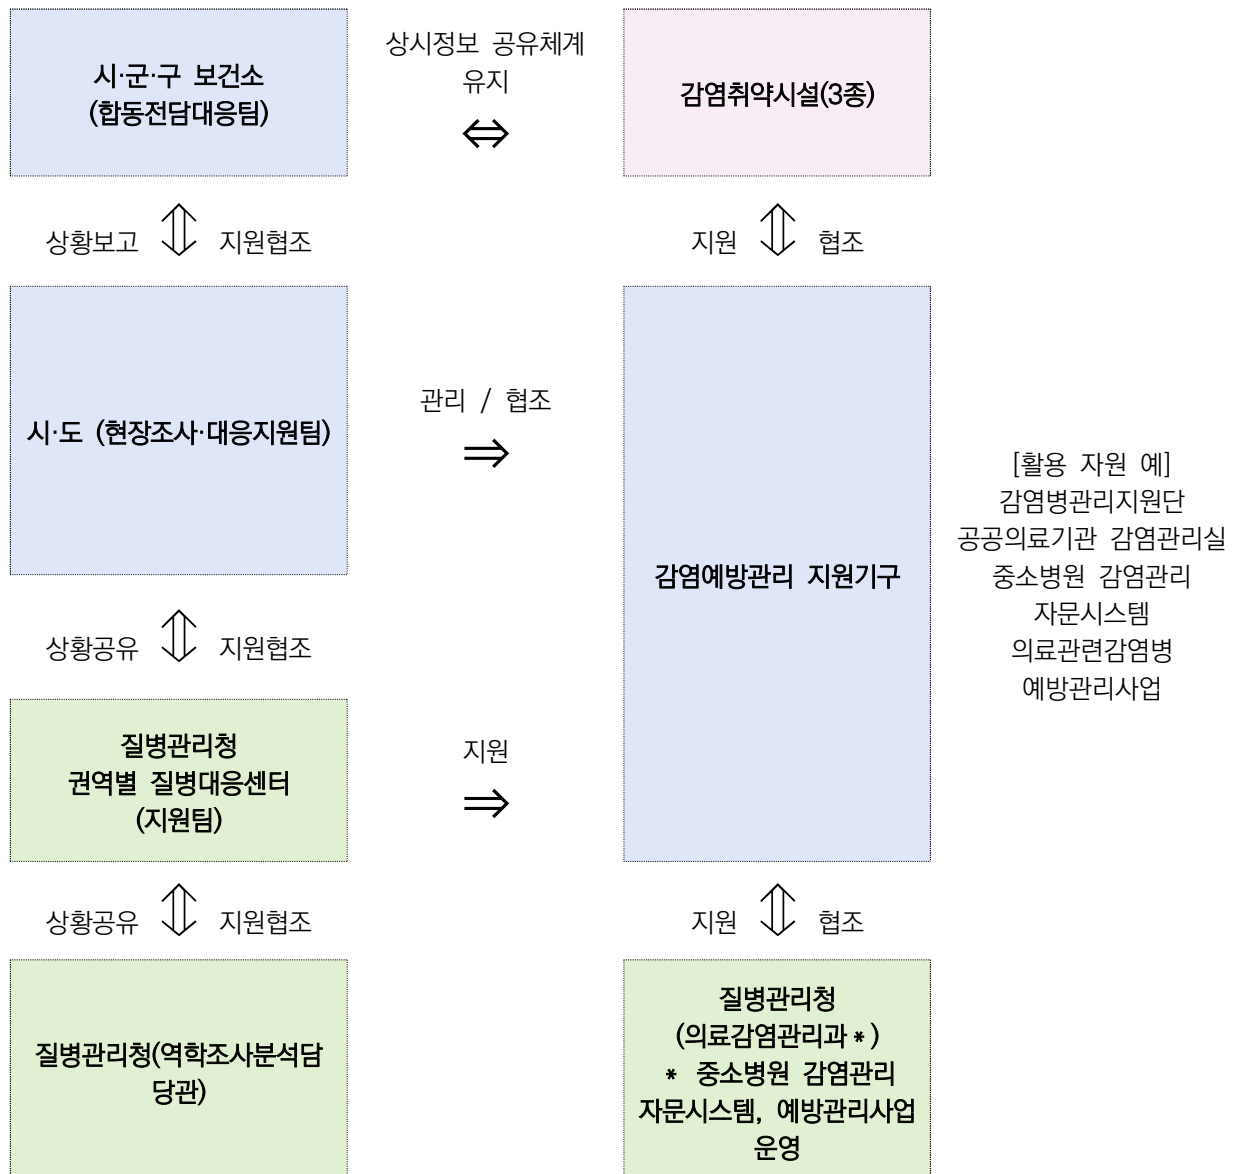 시·군·구 보건소
(합동전담대응팀)
상시정보 공유체계
유지
⇔
감염취약시설(3종)
상황보고 ⇕ 지원협조
지원 ⇕ 협조
시·도 (현장조사·대응지원팀)
관리 / 협조
⇒
감염예방관리 지원기구
[활용 자원 예]
감염병관리지원단
공공의료기관 감염관리실
중소병원 감염관리
자문시스템
의료관련감염병
예방관리사업
상황공유 ⇕ 지원협조
질병관리청
권역별 질병대응센터
(지원팀)
지원
⇒
상황공유 ⇕ 지원협조
지원 ⇕ 협조
질병관리청(역학조사분석담
당관)
질병관리청
(의료감염관리과*)
* 중소병원 감염관리
자문시스템, 예방관리사업
운영